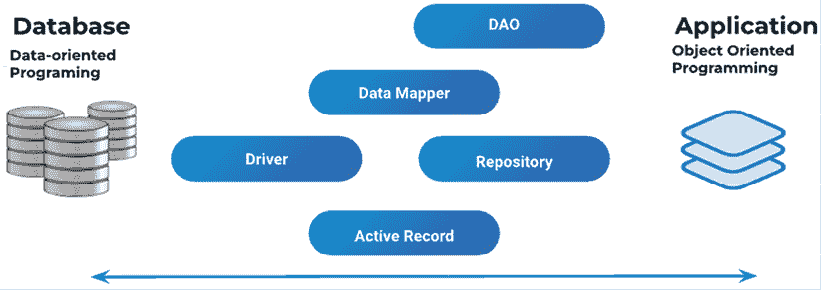 Database
Data-oriented
Programing
DAO
Application
Object Oriented
Programming
Data Mapper
Driver
Repository
Active Record